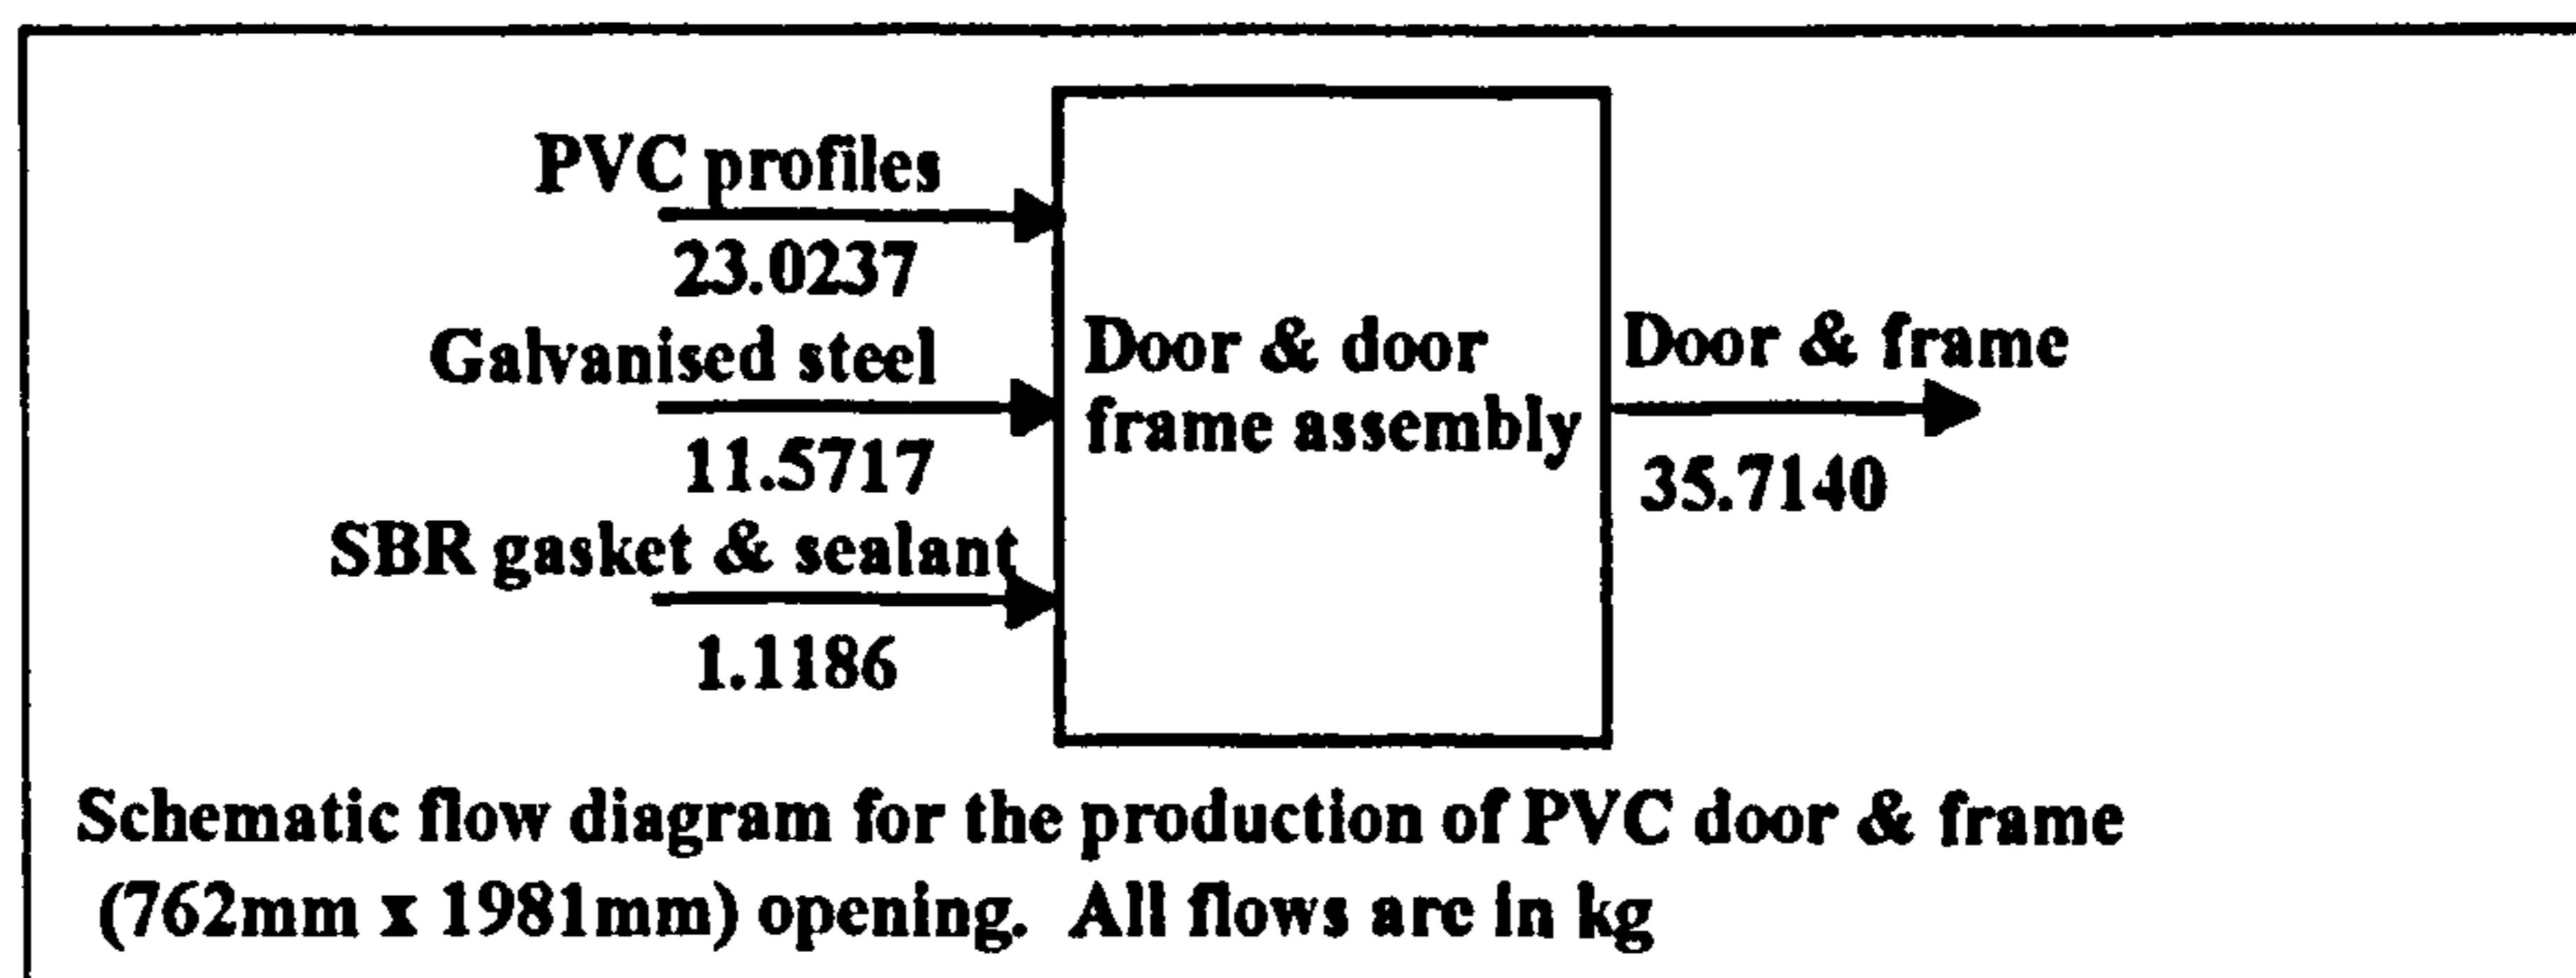 PVC profiles
23.0237
Galvanised steel
11.5717
SBR gasket & sealant
1.1186
Door & door
frame assembly
Door & frame
35.7140
Schematic flow diagram for the production of PVC door & frame
(762mm x 1981mm) opening. All flows are in kg